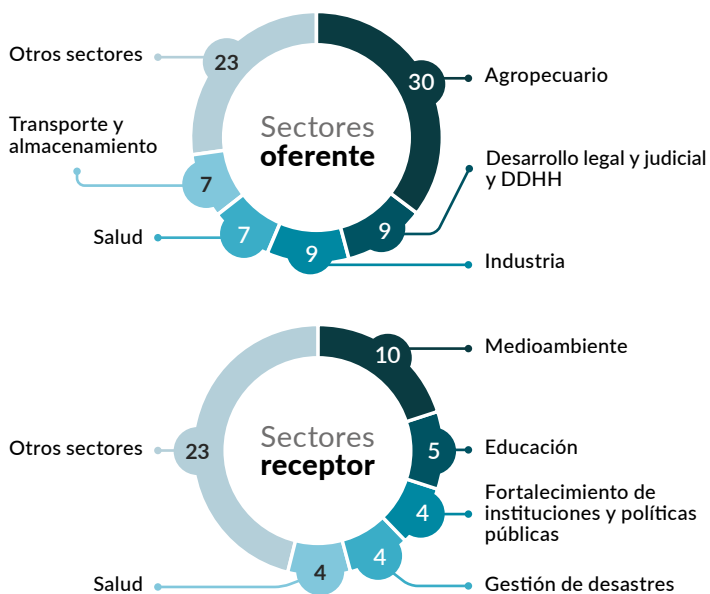 Otros sectores
23
30
Agropecuario
Sectores
oferente
Transporte y
almacenamiento
7
Desarrollo legal y judicial
y DDHH
9
Salud
7
9
Industria
10
Medioambiente
Sectores
receptor
Otros sectores
23
5
Educación
4
Fortalecimiento de
instituciones y políticas
públicas
4
Gestión de desastres
Salud
4